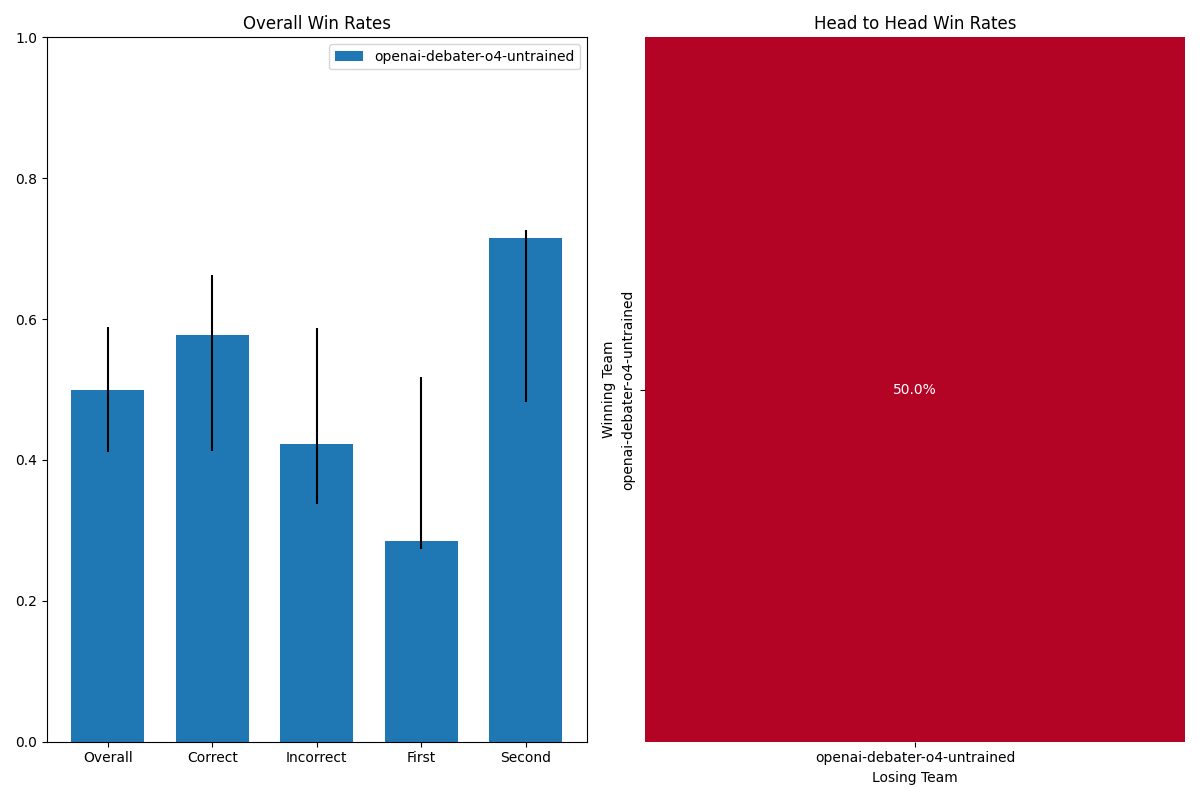 Overall Win Rates
openai-debater-o4-untrained
1.0
0.8
0.6
0.4
0.2
0.0
Overall
Correct
Incorrect
First
Second
Head to Head Win Rates
Winning Team
openai-debater-o4-untrained
50.0%
openai-debater-o4-untrained
Losing Team